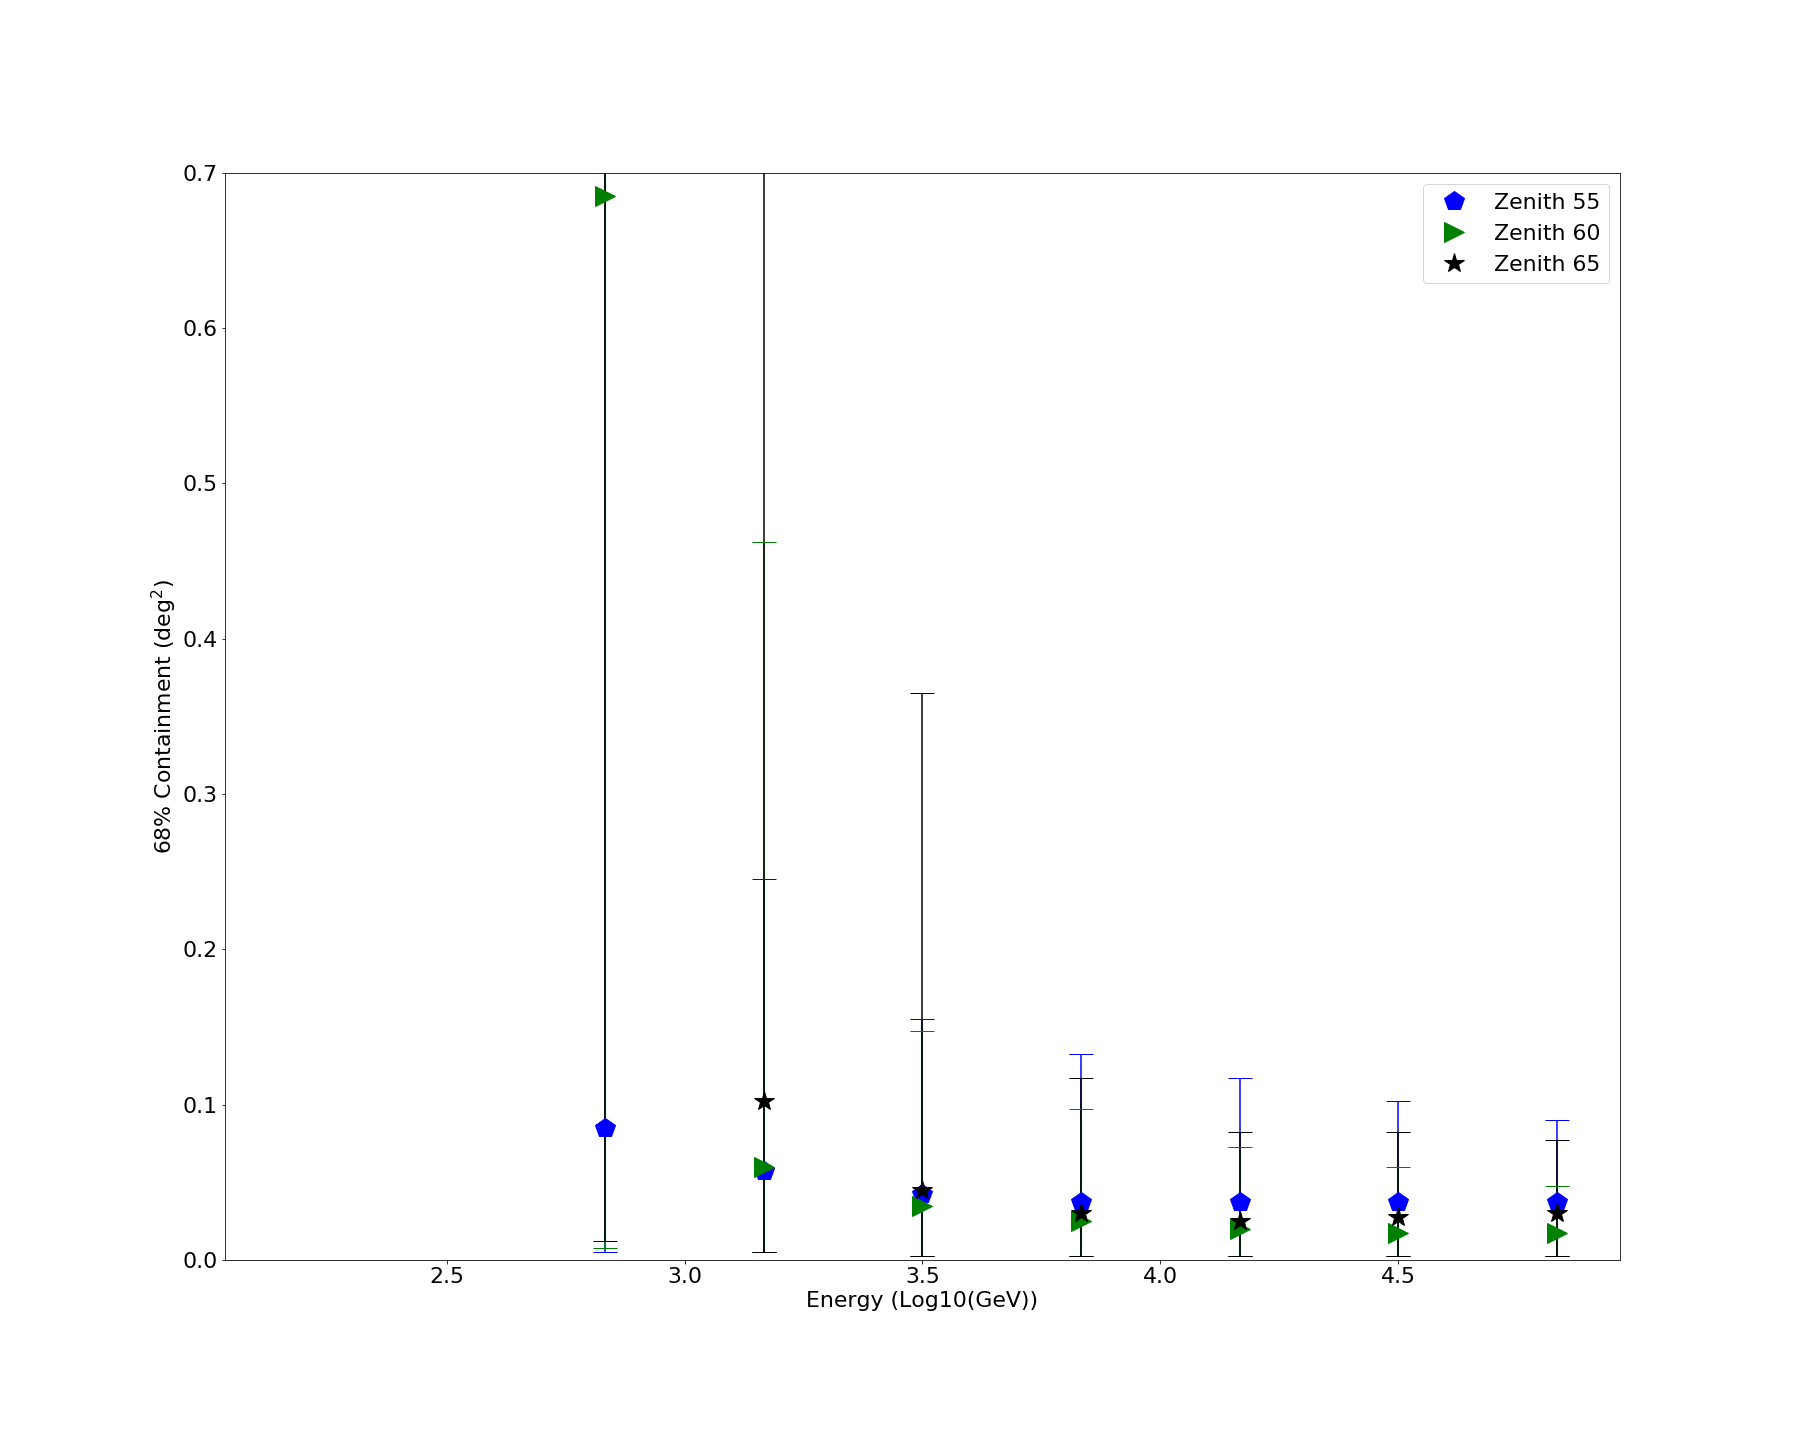 0.7
0.6
0.5
0.4
0.3
0.2
0.1
0.0
2.5 3.0 3.5 4.0 4.5
Energy (Log10(GeV))
68% Containment (deg²)
Zenith 55
Zenith 60
Zenith 65